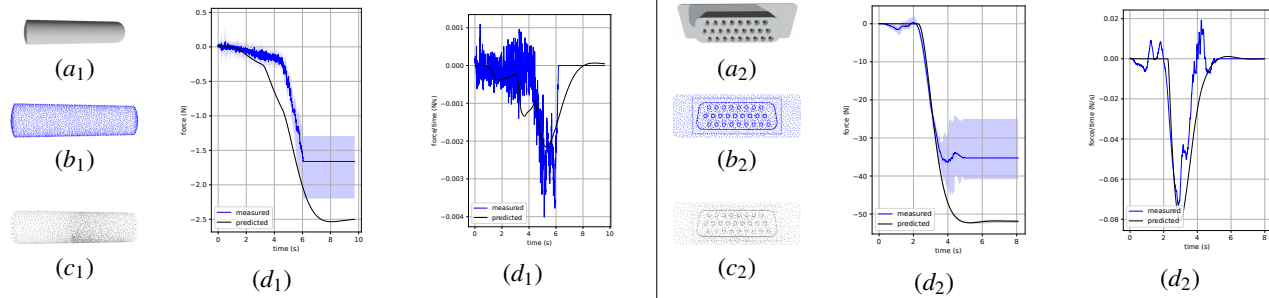 (a1)
(b1)
(c1)
force (N)
0.0
−0.5
−1.0
−1.5
−2.0
−2.5
measured
predicted
0 2 4 6 8 10
time (s)
(d1)
force/time (N/s)
0.000
−0.001
−0.002
−0.003
−0.004
measured
predicted
0 2 4 6 8 10
time (s)
(d1)
(a2)
(b2)
(c2)
force (N)
0
−10
−20
−30
−40
−50
measured
predicted
0 2 4 6 8
time (s)
(d2)
force/time (N/s)
0.02
0.00
−0.02
−0.04
−0.06
−0.08
measured
predicted
0 2 4 6 8
time (s)
(d2)